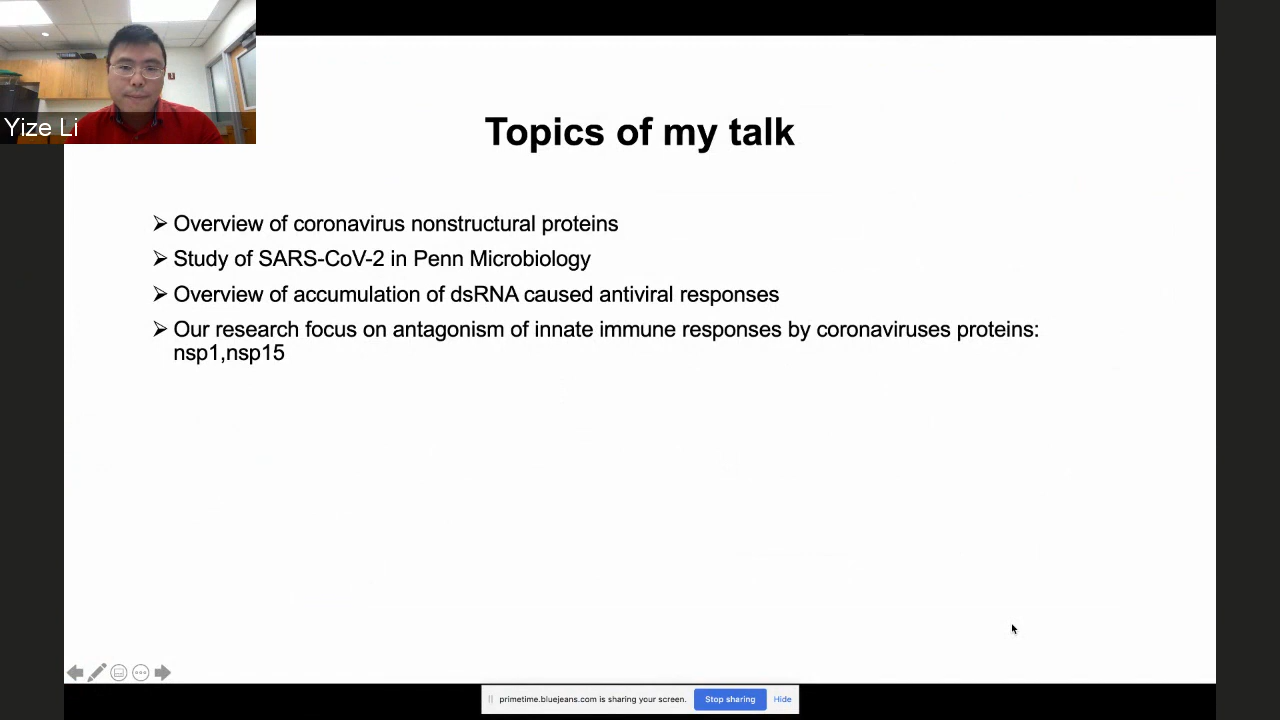 Yize Li
Topics of my talk
➢ Overview of coronavirus nonstructural proteins
➢ Study of SARS-CoV-2 in Penn Microbiology
➢ Overview of accumulation of dsRNA caused antiviral responses
➢ Our research focus on antagonism of innate immune responses by coronaviruses proteins:
nsp1,nsp15
primetime.bluejeans.com is sharing your screen. Stop sharing Hide